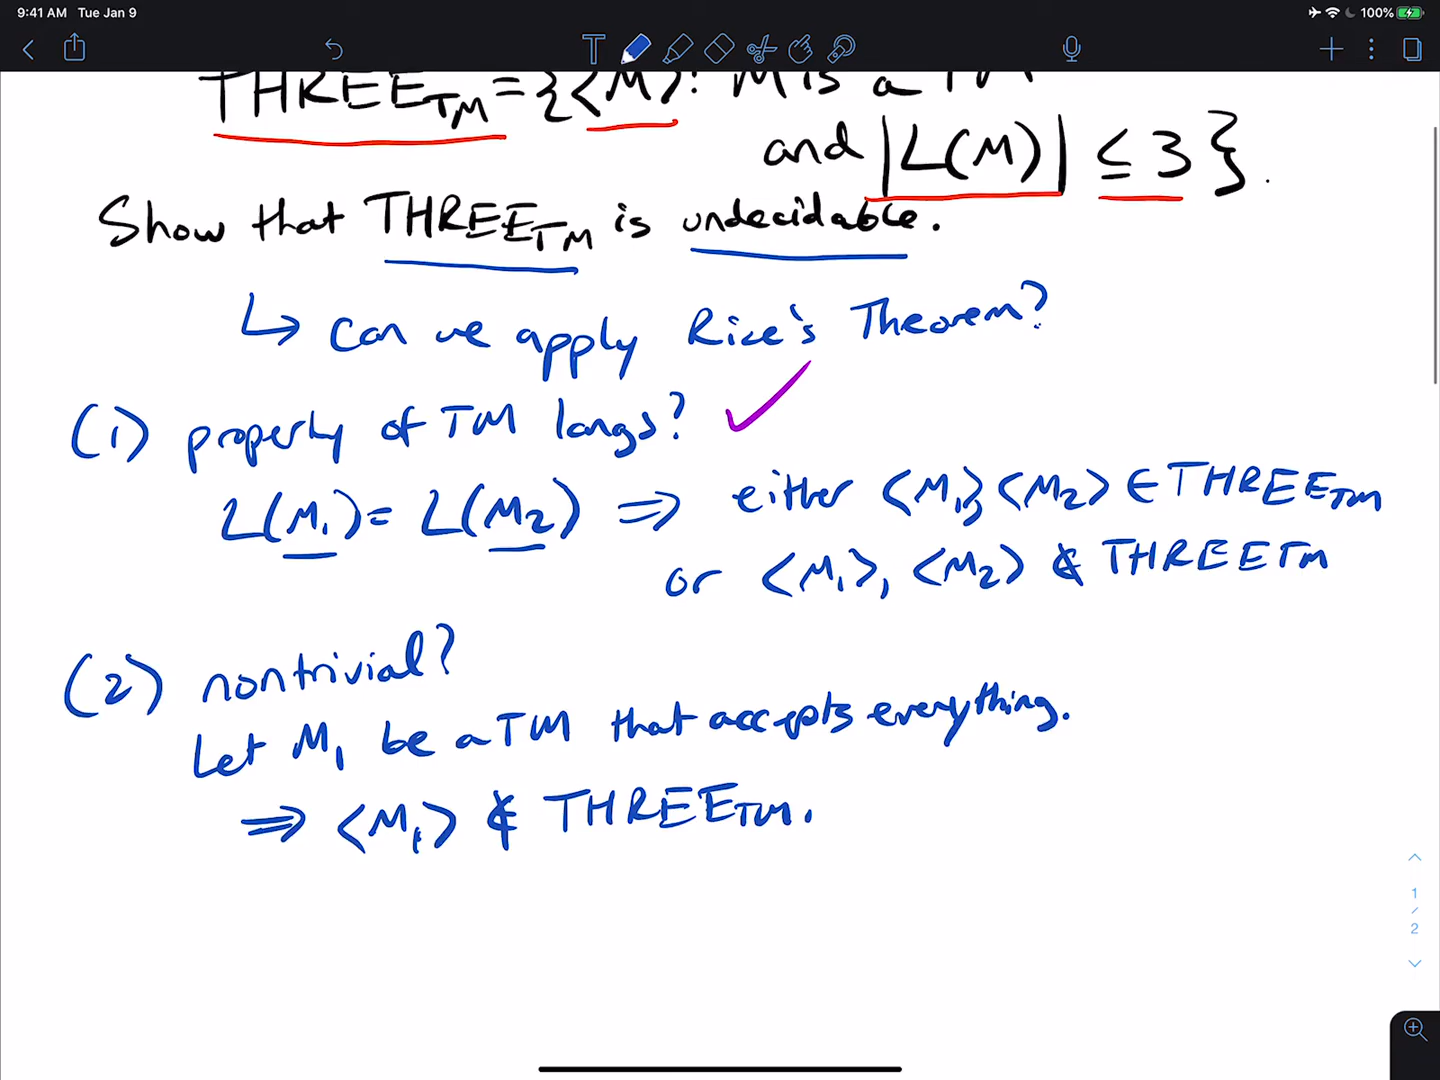 9:41 AM Tue Jan 9
100%
THREE_TM = {<M>: M is a TM
and |L(M)| ≤ 3}.
Show that THREE_TM is undecidable.
↳ Can we apply Rice's Theorem?
(1) property of TM langs? ✓
L(M₁) = L(M₂) ⇒ either <M₁>, <M₂> ∈ THREE_TM
or <M₁>, <M₂> ∉ THREE_TM
(2) nontrivial?
Let M₁ be a TM that accepts everything.
⇒ <M₁> ∉ THREE_TM.
1
/
2